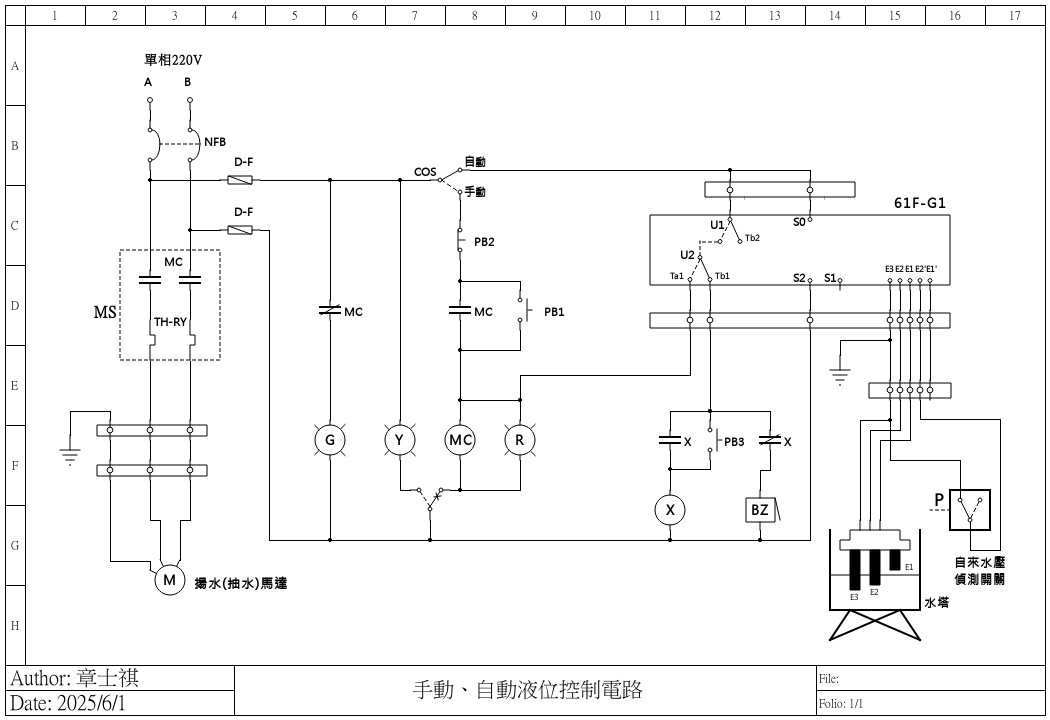 1 2 3 4 5 6 7 8 9 10 11 12 13 14 15 16 17
A
B
C
D
E
F
G
H
單相220V
A B
NFB
D-F
D-F
MS
MC
TH-RY
M
揚水(抽水)馬達
COS
自動
手動
PB2
MC
MC
PB1
G
Y
MC
R
61F-G1
U1
Tb2
S0
U2
Ta1
Tb1
S2
S1
E3 E2 E1 E2' E1'
X
PB3
X
X
BZ
P
自來水壓
偵測開關
E1
E2
E3
水塔
Author: 章士祺
Date: 2025/6/1
手動、自動液位控制電路
File:
Folio: 1/1